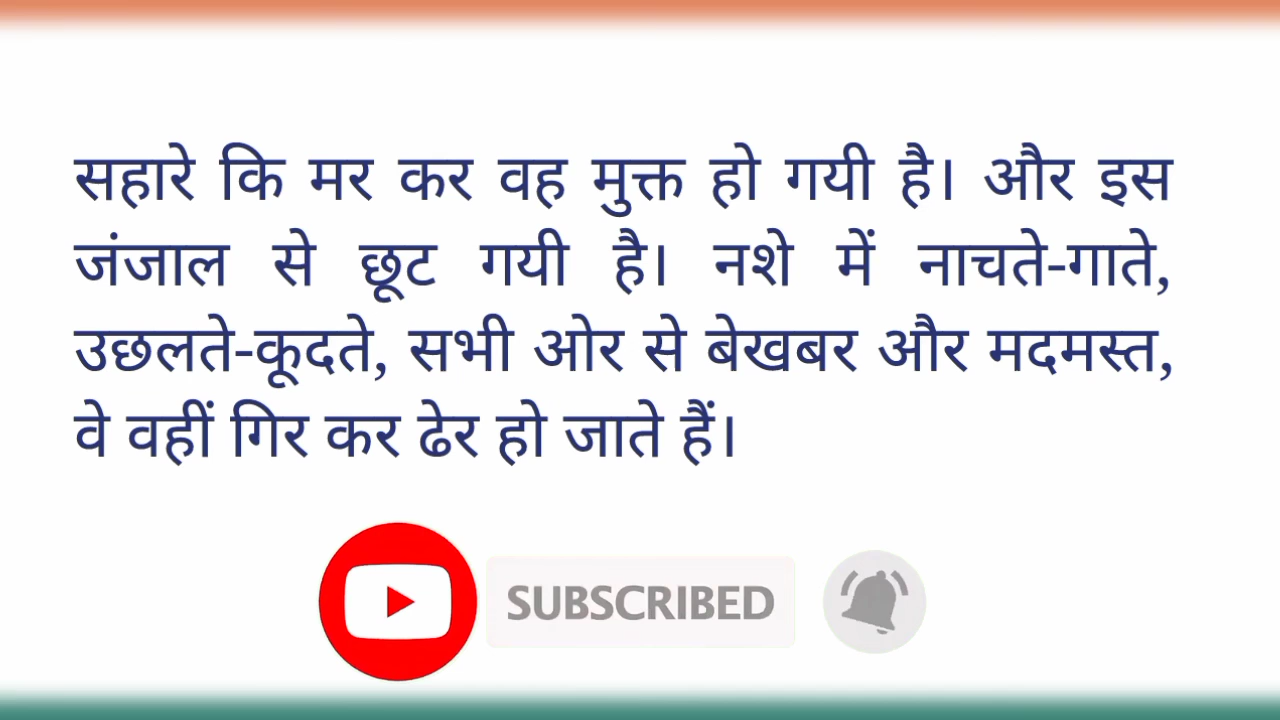 सहारे कि मर कर वह मुक्त हो गयी है। और इस
जंजाल से छूट गयी है। नशे में नाचते-गाते,
उछलते-कूदते, सभी ओर से बेखबर और मदमस्त,
वे वहीं गिर कर ढेर हो जाते हैं।
SUBSCRIBED